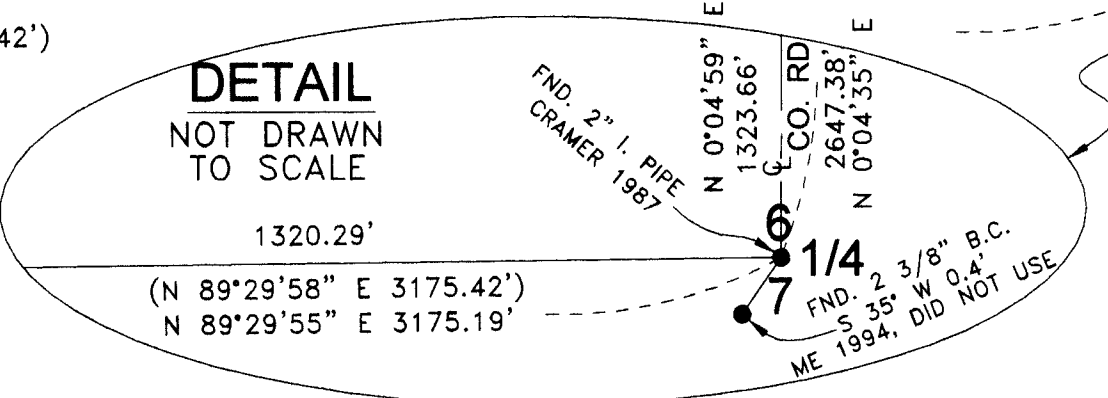 42')
DETAIL
NOT DRAWN
TO SCALE
1320.29'
(N 89°29'58" E 3175.42')
N 89°29'55" E 3175.19'
FND. 2" I. PIPE
CRAMER 1987
N 0°04'59" E
1323.66'
℄ CO. RD
2647.38'
N 0°04'35" E
6
1/4
7
FND. 2 3/8" B.C.
S 35° W 0.4'
ME 1994, DID NOT USE